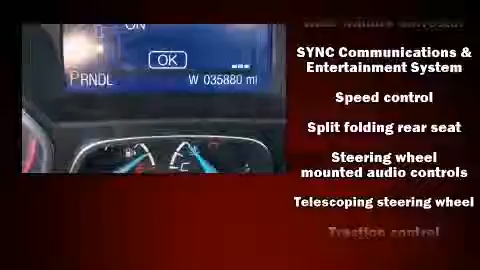 ON
OK
PRNDL
W 035880 mi
C
SYNC Communications &
Entertainment System
Speed control
Split folding rear seat
Steering wheel
mounted audio controls
Telescoping steering wheel
Traction control